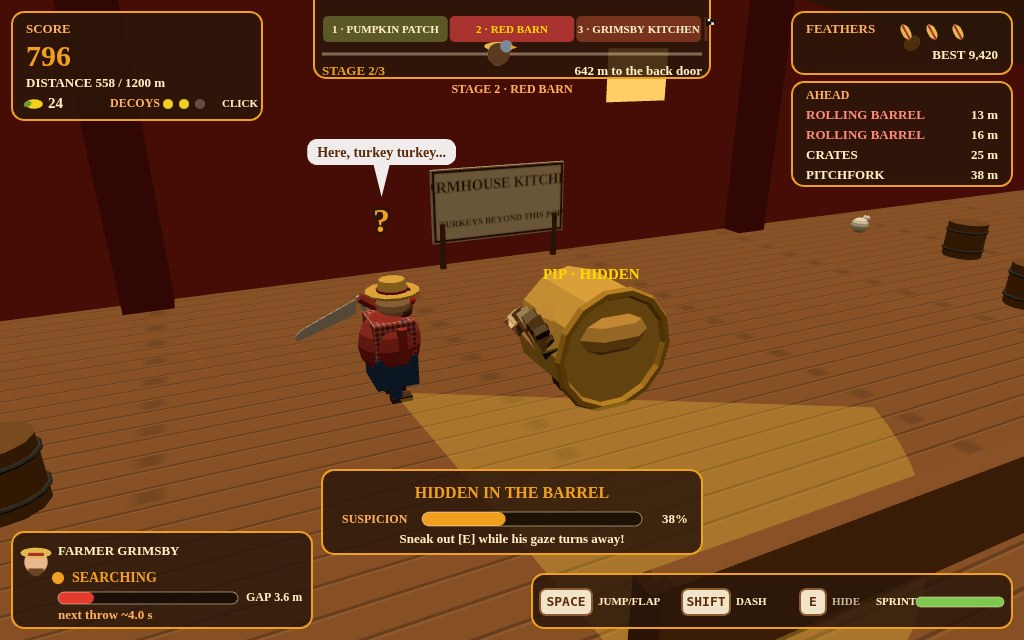 SCORE
796
DISTANCE 558 / 1200 m
24 DECOYS CLICK
1 · PUMPKIN PATCH
2 · RED BARN
3 · GRIMSBY KITCHEN
STAGE 2/3
642 m to the back door
STAGE 2 · RED BARN
FEATHERS
BEST 9,420
AHEAD
ROLLING BARREL 13 m
ROLLING BARREL 16 m
CRATES 25 m
PITCHFORK 38 m
Here, turkey turkey...
?
RMHOUSE KITCH
TURKEYS BEYOND THIS
PIP · HIDDEN
HIDDEN IN THE BARREL
SUSPICION 38%
Sneak out [E] while his gaze turns away!
FARMER GRIMSBY
SEARCHING
GAP 3.6 m
next throw ~4.0 s
SPACE JUMP/FLAP SHIFT DASH E HIDE SPRINT